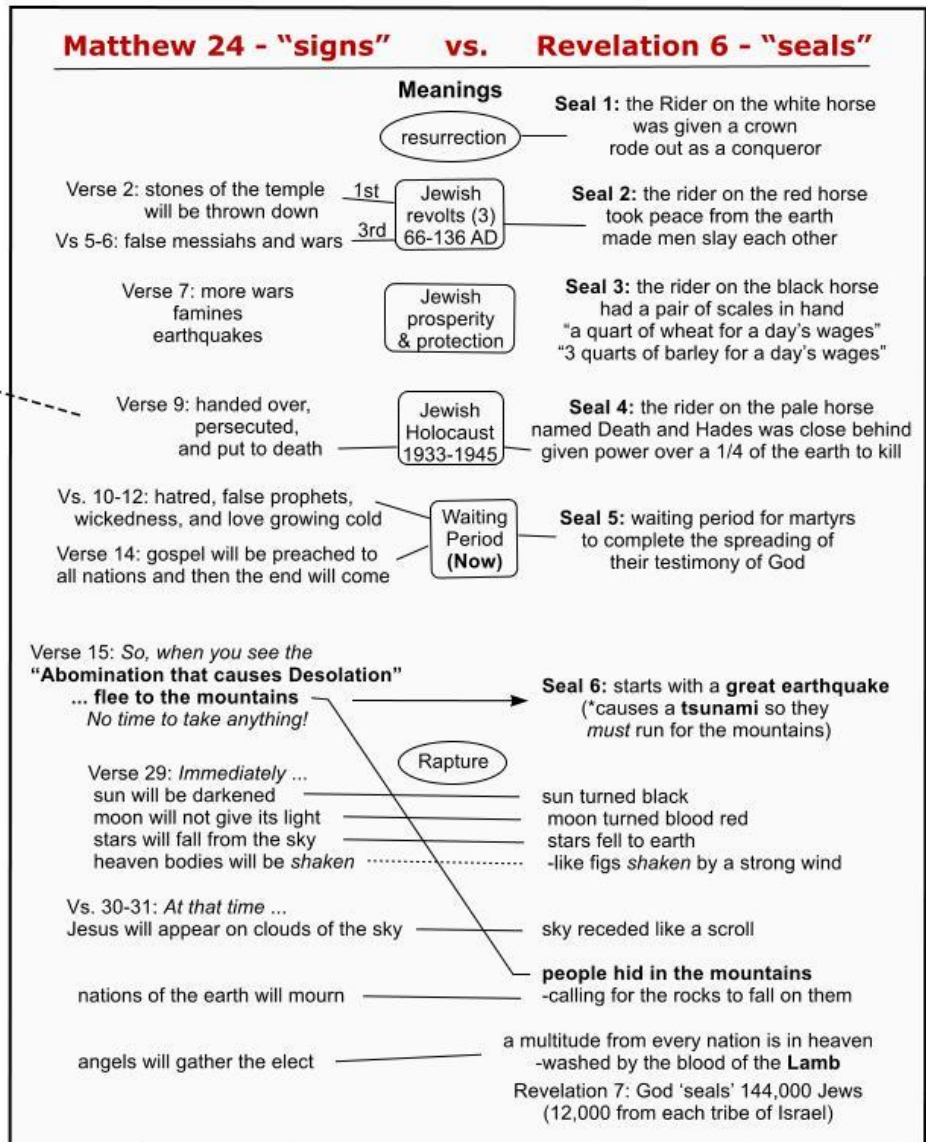 Matthew 24 - “signs” vs. Revelation 6 - “seals”
Meanings
resurrection
Seal 1: the Rider on the white horse
was given a crown
rode out as a conqueror
Verse 2: stones of the temple
will be thrown down
1st
Vs 5-6: false messiahs and wars
3rd
Jewish
revolts (3)
66-136 AD
Seal 2: the rider on the red horse
took peace from the earth
made men slay each other
Verse 7: more wars
famines
earthquakes
Jewish
prosperity
& protection
Seal 3: the rider on the black horse
had a pair of scales in hand
“a quart of wheat for a day’s wages”
“3 quarts of barley for a day’s wages”
Verse 9: handed over,
persecuted,
and put to death
Jewish
Holocaust
1933-1945
Seal 4: the rider on the pale horse
named Death and Hades was close behind
given power over a 1/4 of the earth to kill
Vs. 10-12: hatred, false prophets,
wickedness, and love growing cold
Verse 14: gospel will be preached to
all nations and then the end will come
Waiting
Period
(Now)
Seal 5: waiting period for martyrs
to complete the spreading of
their testimony of God
Verse 15: So, when you see the
“Abomination that causes Desolation”
... flee to the mountains
No time to take anything!
Seal 6: starts with a great earthquake
(*causes a tsunami so they
must run for the mountains)
Rapture
Verse 29: Immediately ...
sun will be darkened
moon will not give its light
stars will fall from the sky
heaven bodies will be shaken
sun turned black
moon turned blood red
stars fell to earth
-like figs shaken by a strong wind
Vs. 30-31: At that time ...
Jesus will appear on clouds of the sky
sky receded like a scroll
people hid in the mountains
nations of the earth will mourn
-calling for the rocks to fall on them
angels will gather the elect
a multitude from every nation is in heaven
-washed by the blood of the Lamb
Revelation 7: God ‘seals’ 144,000 Jews
(12,000 from each tribe of Israel)